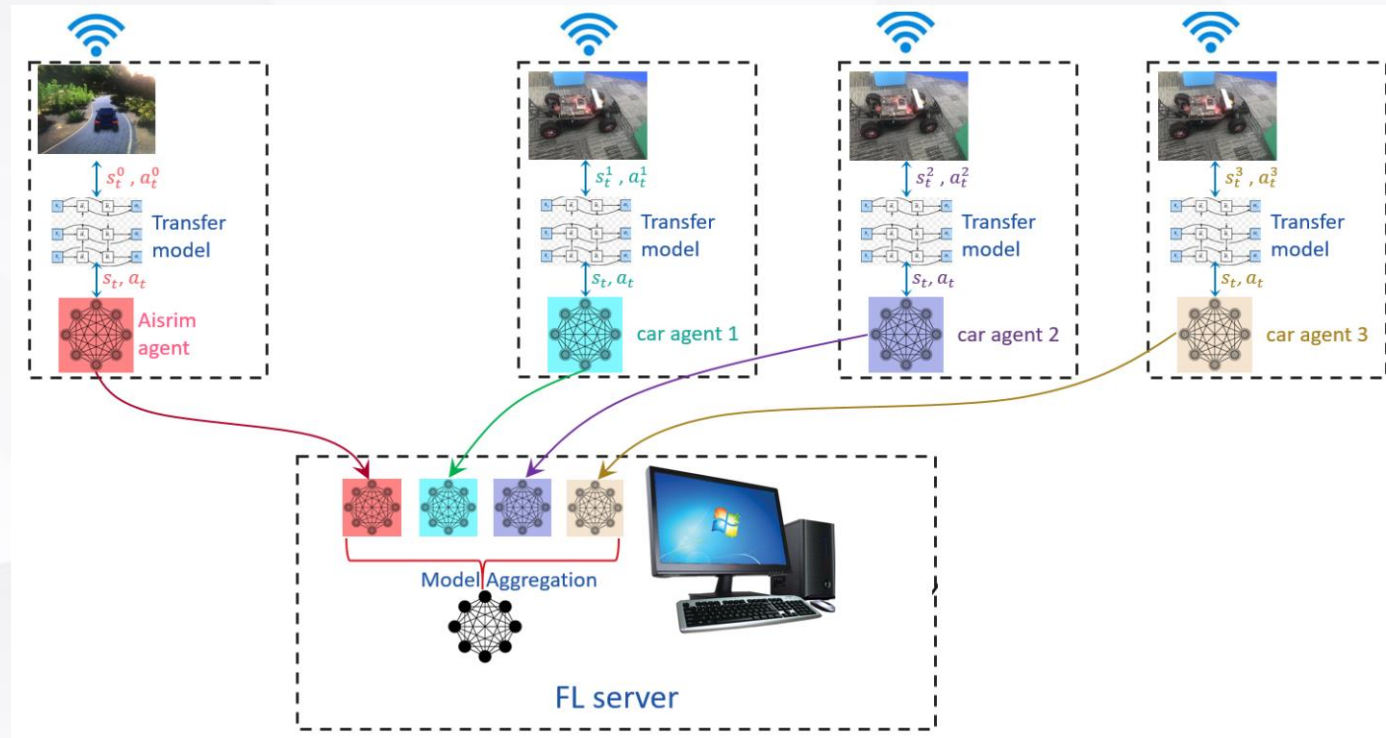 s_t^0 , a_t^0
Transfer
model
s_t, a_t
Aisrim
agent
s_t^1 , a_t^1
Transfer
model
s_t, a_t
car agent 1
s_t^2 , a_t^2
Transfer
model
s_t, a_t
car agent 2
s_t^3 , a_t^3
Transfer
model
s_t, a_t
car agent 3
Model Aggregation
FL server